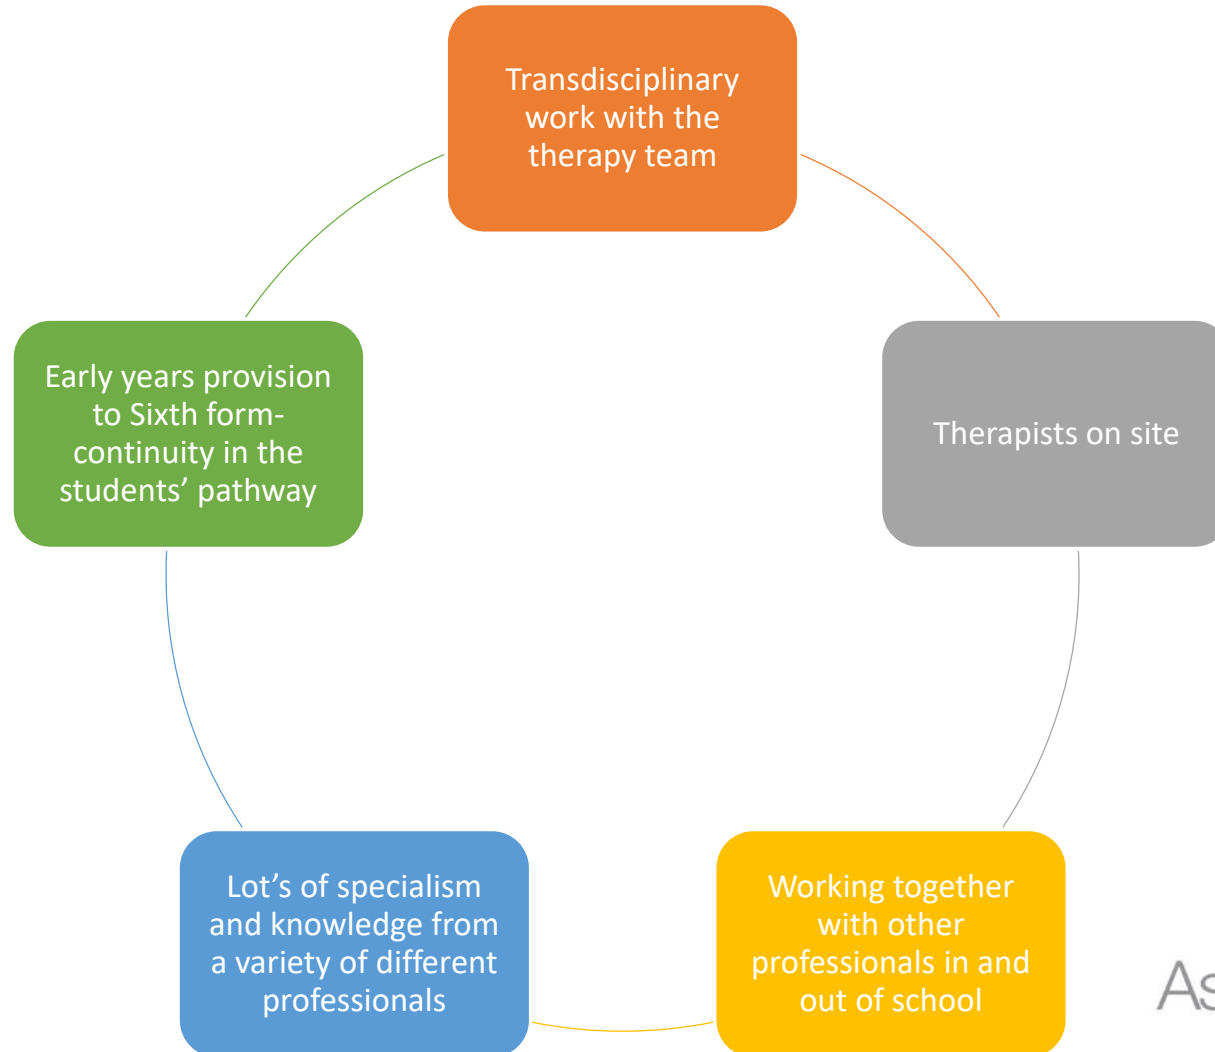 Transdisciplinary
work with the
therapy team
Therapists on site
Working together
with other
professionals in and
out of school
Lot's of specialism
and knowledge from
a variety of different
professionals
Early years provision
to Sixth form-
continuity in the
students’ pathway
As